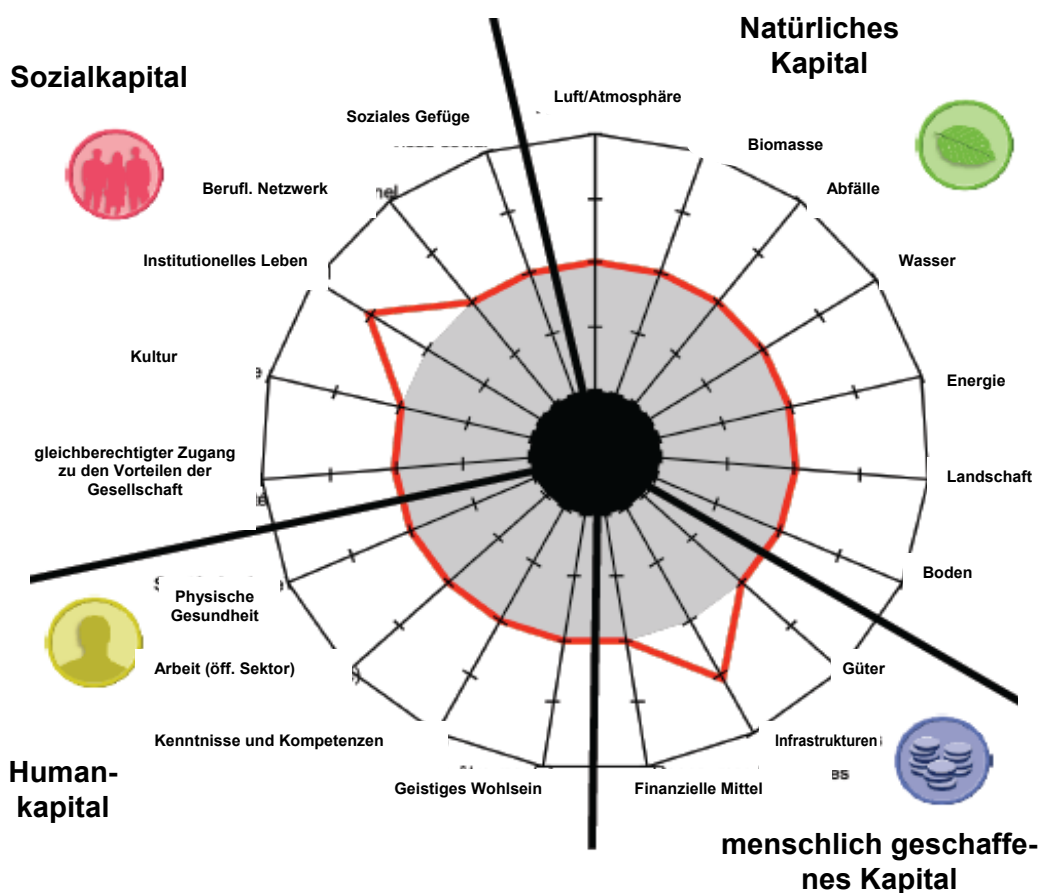 Natürliches
Kapital
Sozialkapital
Luft/Atmosphäre
Soziales Gefüge
Biomasse
Berufl. Netzwerk
nel
Abfälle
Institutionelles Leben
Wasser
Kultur
Energie
gleichberechtigter Zugang
zu den Vorteilen der
Gesellschaft
Landschaft
Boden
Physische
Gesundheit
Arbeit (öff. Sektor)
Güter
Kenntnisse und Kompetenzen
Infrastrukturen
Human-
kapital
Geistiges Wohlsein
Finanzielle Mittel
menschlich geschaffe-
nes Kapital